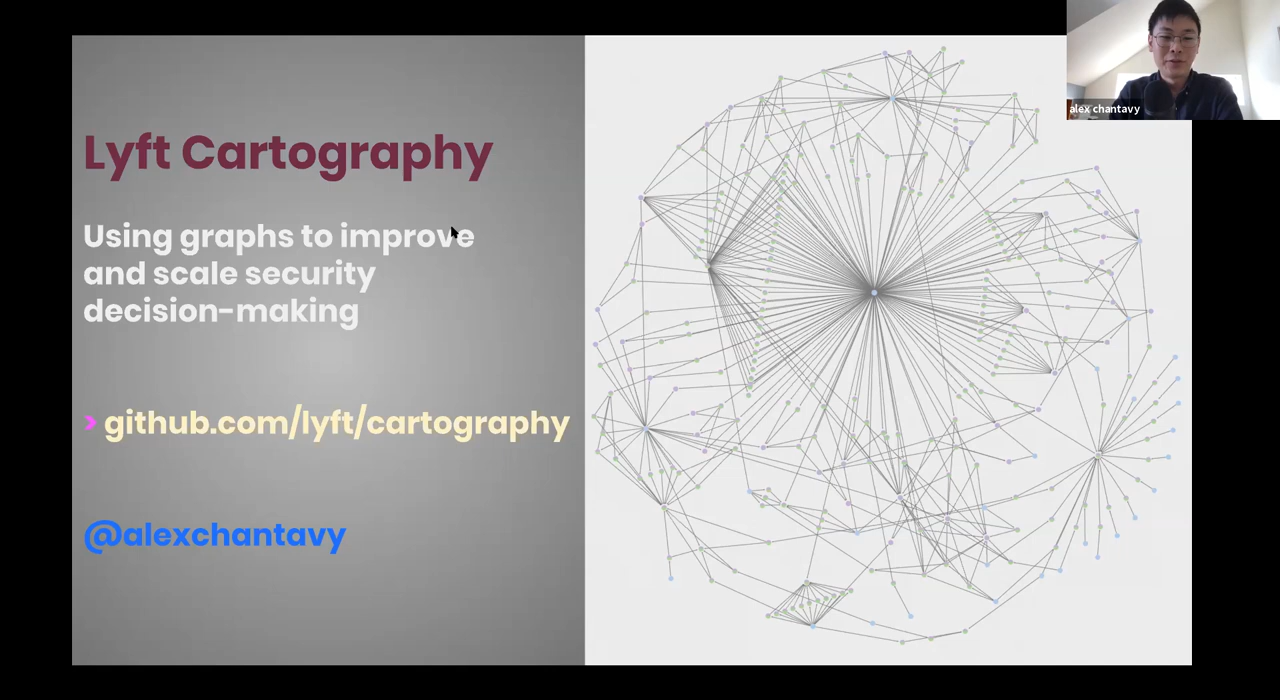 Lyft Cartography
Using graphs to improve
and scale security
decision-making
> github.com/lyft/cartography
@alexchantavy
alex chantavy